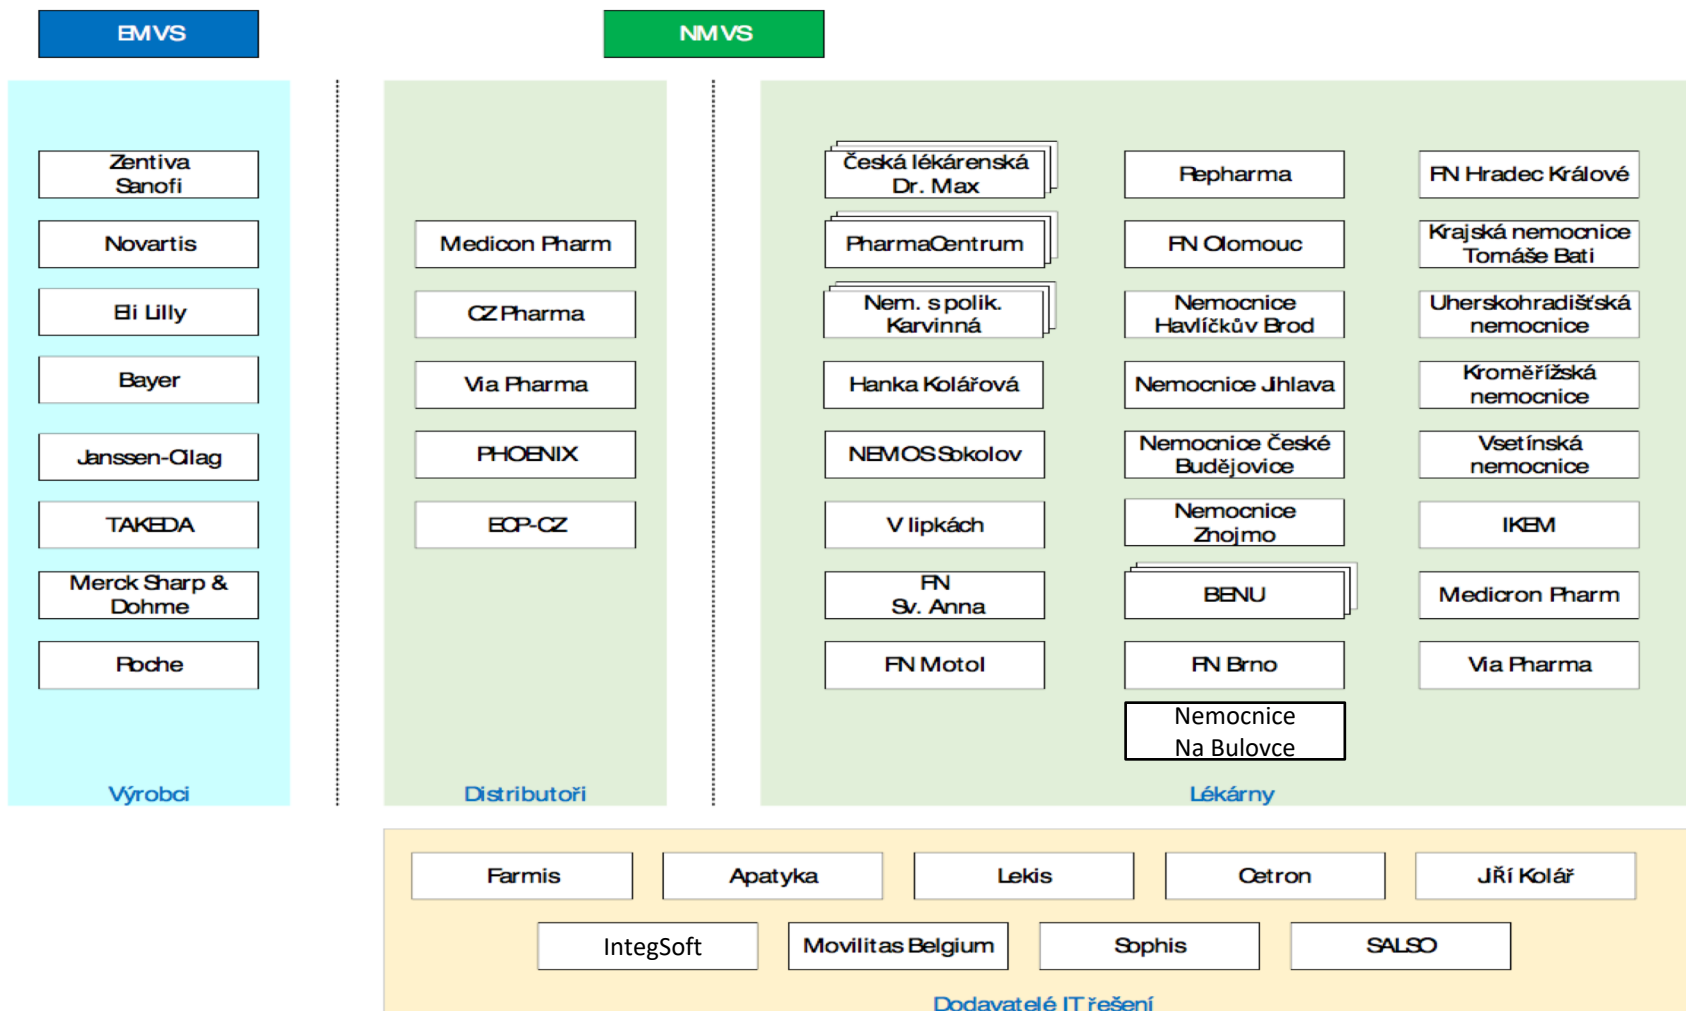 EMVS
NMVS
Zentiva
Sanofi
Novartis
Eli Lilly
Bayer
Janssen-Cilag
TAKEDA
Merck Sharp &
Dohme
Roche
Výrobci
Medicon Pharm
CZ Pharma
Via Pharma
PHOENIX
ECP-CZ
Distributoři
Česká lékárenská
Dr. Max
PharmaCentrum
Nem. s polik.
Karvinná
Hanka Kolářová
NEMOS Sokolov
V lipkách
FN
Sv. Anna
FN Motol
Repharma
FN Olomouc
Nemocnice
Havlíčkův Brod
Nemocnice Jihlava
Nemocnice České
Budějovice
Nemocnice
Znojmo
BENU
FN Brno
Nemocnice
Na Bulovce
FN Hradec Králové
Krajská nemocnice
Tomáše Bati
Uherskohradišťská
nemocnice
Kroměřížská
nemocnice
Vsetínská
nemocnice
IKEM
Medicron Pharm
Via Pharma
Lékárny
Farmis
Apatyka
Lekis
Cetron
JIŘÍ Kolář
IntegSoft
Movilitas Belgium
Sophis
SALSO
Dodavatelé IT řešení